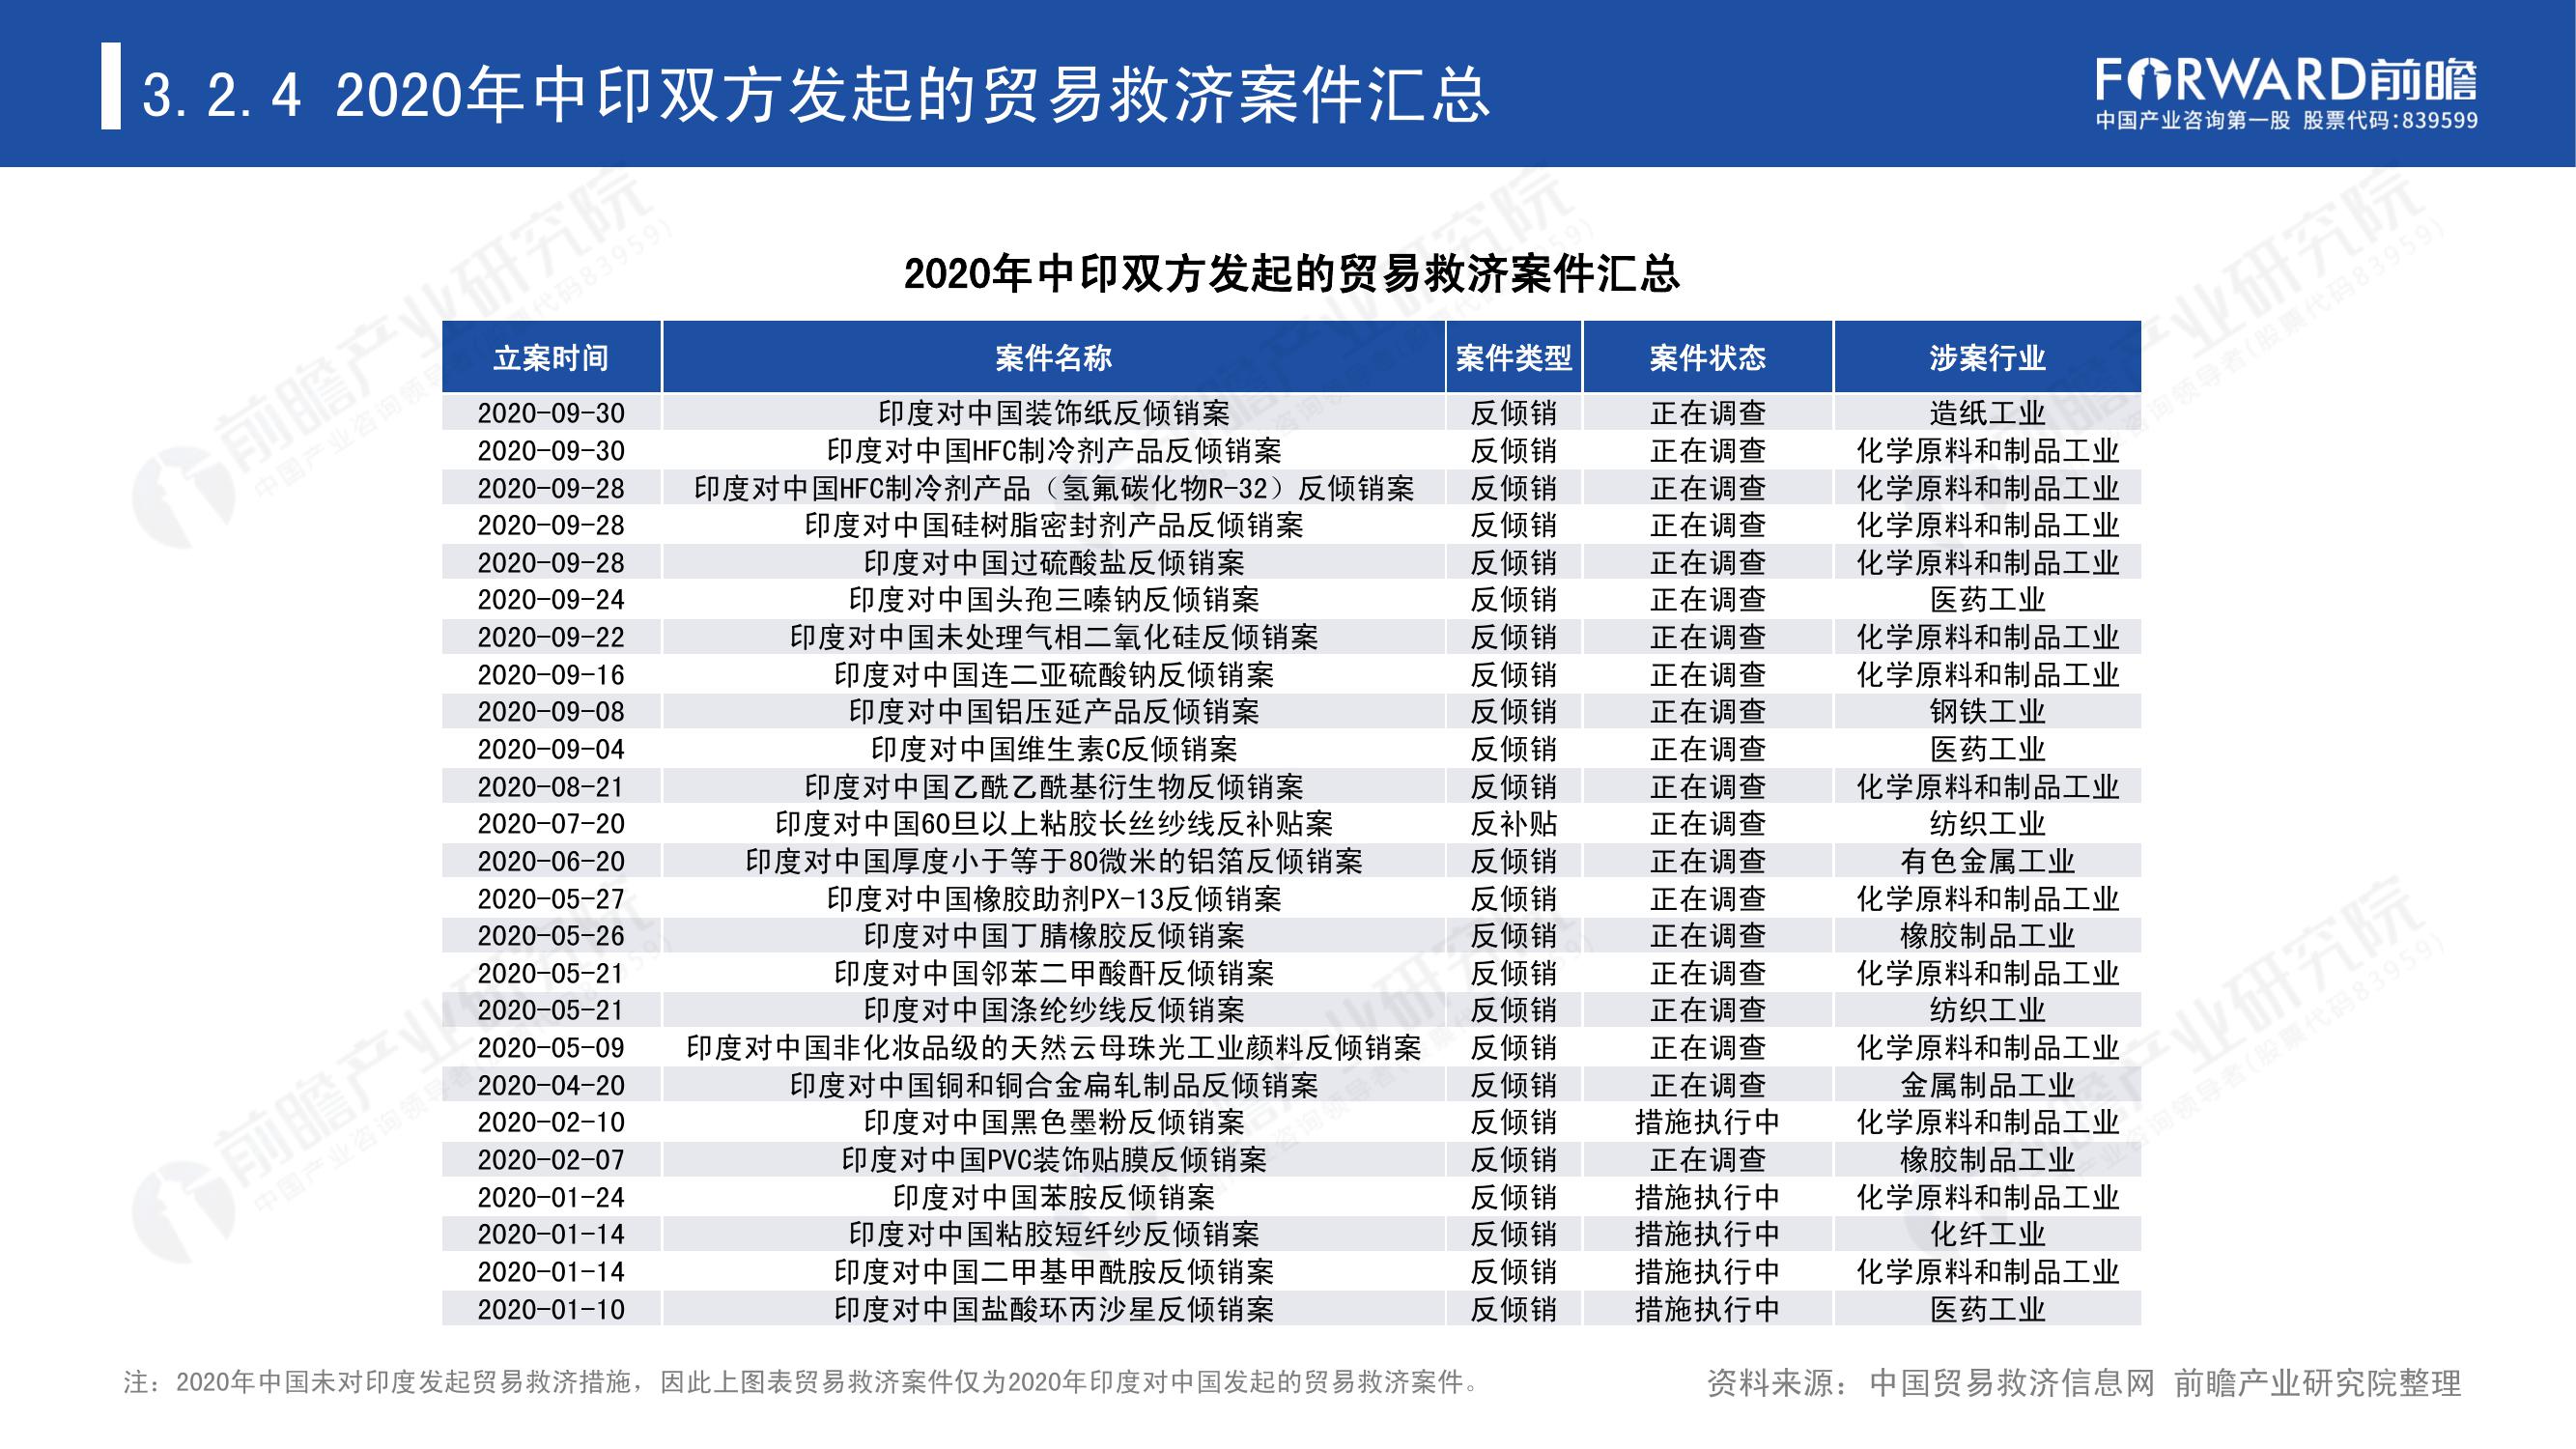 3.2.4 2020年中印双方发起的贸易救济案件汇总
FORWARD前瞻
中国产业咨询第一股 股票代码:839599
2020年中印双方发起的贸易救济案件汇总
立案时间 案件名称 案件类型 案件状态 涉案行业
2020-09-30 印度对中国装饰纸反倾销案 反倾销 正在调查 造纸工业
2020-09-30 印度对中国HFC制冷剂产品反倾销案 反倾销 正在调查 化学原料和制品工业
2020-09-28 印度对中国HFC制冷剂产品（氢氟碳化物R-32）反倾销案 反倾销 正在调查 化学原料和制品工业
2020-09-28 印度对中国硅树脂密封剂产品反倾销案 反倾销 正在调查 化学原料和制品工业
2020-09-28 印度对中国过硫酸盐反倾销案 反倾销 正在调查 化学原料和制品工业
2020-09-24 印度对中国头孢三嗪钠反倾销案 反倾销 正在调查 医药工业
2020-09-22 印度对中国未处理气相二氧化硅反倾销案 反倾销 正在调查 化学原料和制品工业
2020-09-16 印度对中国连二亚硫酸钠反倾销案 反倾销 正在调查 化学原料和制品工业
2020-09-08 印度对中国铝压延产品反倾销案 反倾销 正在调查 钢铁工业
2020-09-04 印度对中国维生素C反倾销案 反倾销 正在调查 医药工业
2020-08-21 印度对中国乙酰乙酰基衍生物反倾销案 反倾销 正在调查 化学原料和制品工业
2020-07-20 印度对中国60旦以上粘胶长丝纱线反补贴案 反补贴 正在调查 纺织工业
2020-06-20 印度对中国厚度小于等于80微米的铝箔反倾销案 反倾销 正在调查 有色金属工业
2020-05-27 印度对中国橡胶助剂PX-13反倾销案 反倾销 正在调查 化学原料和制品工业
2020-05-26 印度对中国丁腈橡胶反倾销案 反倾销 正在调查 橡胶制品工业
2020-05-21 印度对中国邻苯二甲酸酐反倾销案 反倾销 正在调查 化学原料和制品工业
2020-05-21 印度对中国涤纶纱线反倾销案 反倾销 正在调查 纺织工业
2020-05-09 印度对中国非化妆品级的天然云母珠光工业颜料反倾销案 反倾销 正在调查 化学原料和制品工业
2020-04-20 印度对中国铜和铜合金扁轧制品反倾销案 反倾销 正在调查 金属制品工业
2020-02-10 印度对中国黑色墨粉反倾销案 反倾销 措施执行中 化学原料和制品工业
2020-02-07 印度对中国PVC装饰贴膜反倾销案 反倾销 正在调查 橡胶制品工业
2020-01-24 印度对中国苯胺反倾销案 反倾销 措施执行中 化学原料和制品工业
2020-01-14 印度对中国粘胶短纤纱反倾销案 反倾销 措施执行中 化纤工业
2020-01-14 印度对中国二甲基甲酰胺反倾销案 反倾销 措施执行中 化学原料和制品工业
2020-01-10 印度对中国盐酸环丙沙星反倾销案 反倾销 措施执行中 医药工业
注：2020年中国未对印度发起贸易救济措施，因此上图表贸易救济案件仅为2020年印度对中国发起的贸易救济案件。
资料来源：中国贸易救济信息网 前瞻产业研究院整理